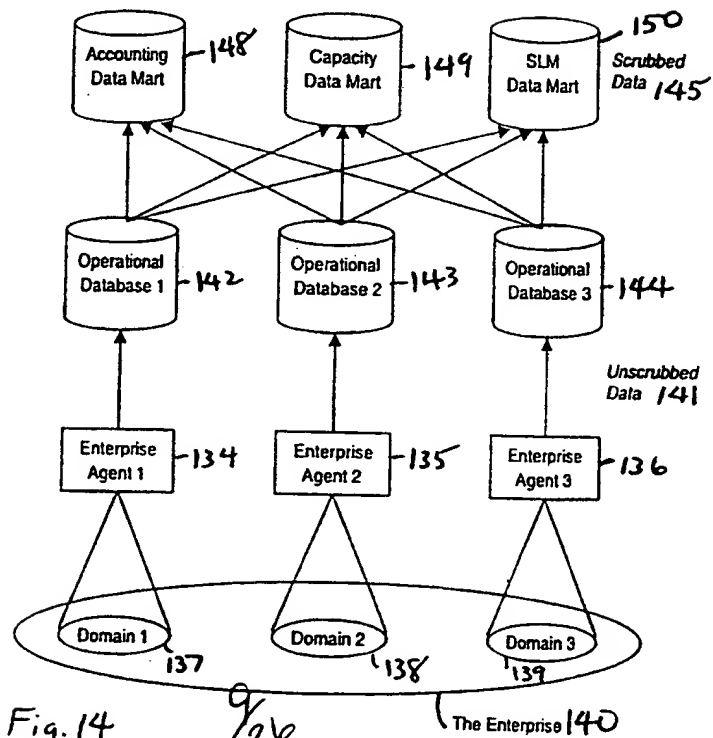 Accounting
Data Mart
148
Capacity
Data Mart
149
SLM
Data Mart
150
Scrubbed
Data 145
Operational
Database 1
142
Operational
Database 2
143
Operational
Database 3
144
Unscrubbed
Data 141
Enterprise
Agent 1
134
Enterprise
Agent 2
135
Enterprise
Agent 3
136
Domain 1
137
Domain 2
138
Domain 3
139
Fig. 14
9/26
The Enterprise 140